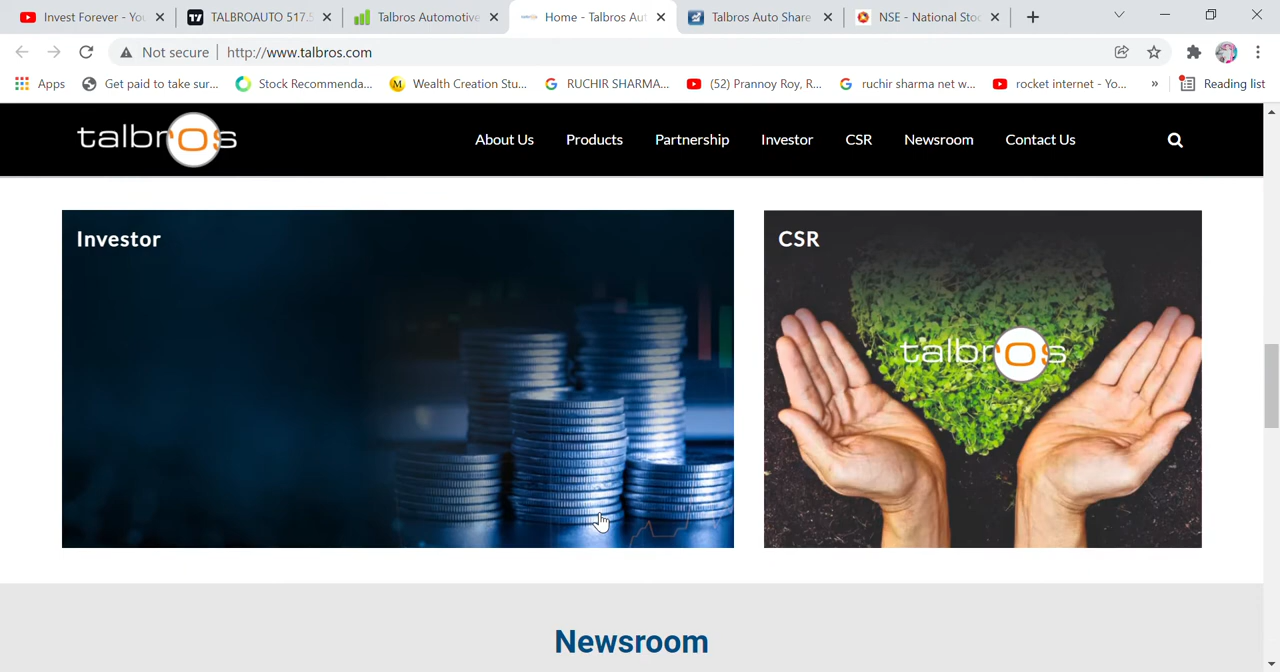 Invest Forever - You
TALBROAUTO 517.5
Talbros Automotive
Home - Talbros Aut
Talbros Auto Share
NSE - National Stoc
Not secure http://www.talbros.com
Apps Get paid to take sur... Stock Recommenda... Wealth Creation Stu... RUCHIR SHARMA... (52) Prannoy Roy, R... ruchir sharma net w... rocket internet - Yo... » Reading list
talbros About Us Products Partnership Investor CSR Newsroom Contact Us
Investor
CSR
talbros
Newsroom